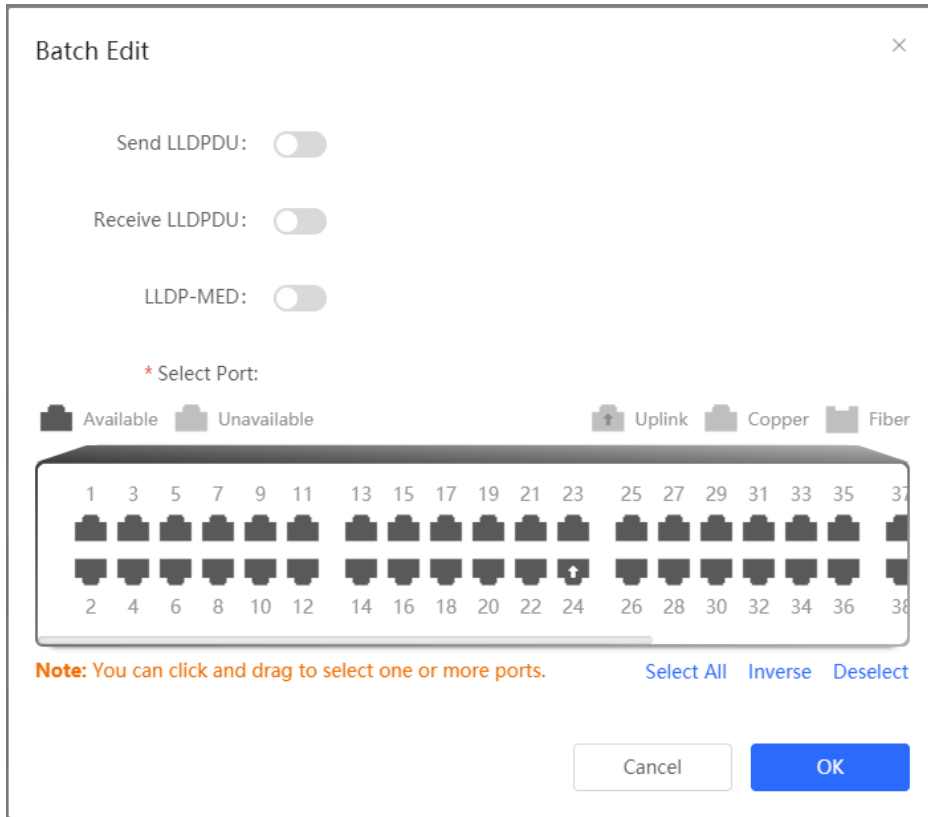 Batch Edit
Send LLDPDU:
Receive LLDPDU:
LLDP-MED:
* Select Port:
Available Unavailable Uplink Copper Fiber
1 3 5 7 9 11 13 15 17 19 21 23 25 27 29 31 33 35 37
2 4 6 8 10 12 14 16 18 20 22 24 26 28 30 32 34 36 38
Note: You can click and drag to select one or more ports. Select All Inverse Deselect
Cancel OK